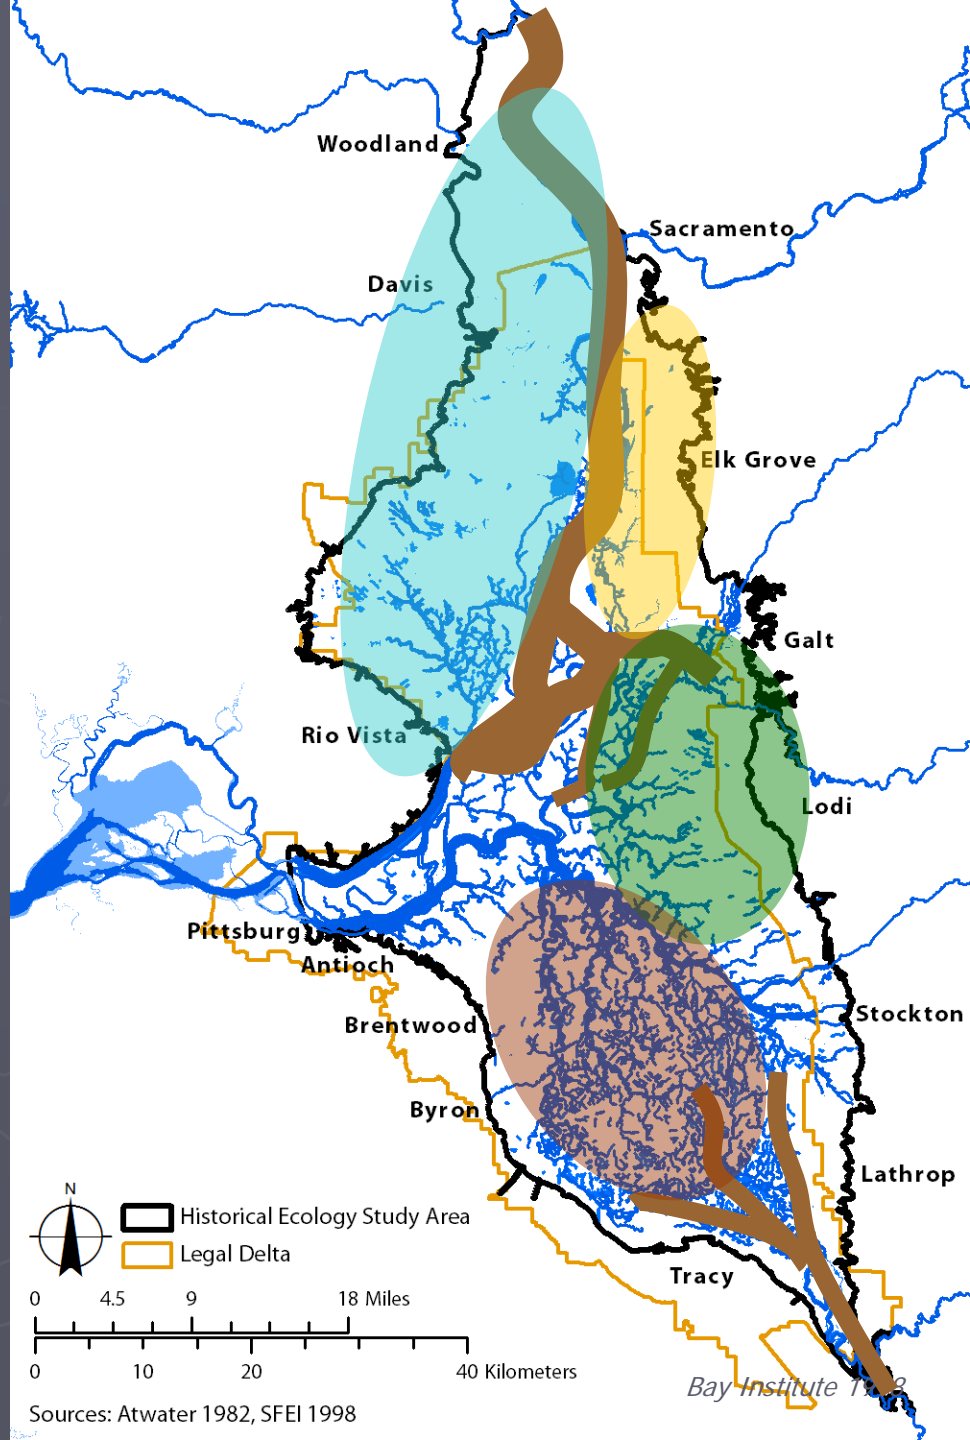 Woodland
Sacramento
Davis
Elk Grove
Galt
Rio Vista
Lodi
Pittsburg
Antioch
Stockton
Brentwood
Byron
Lathrop
N
Historical Ecology Study Area
Legal Delta
Tracy
0 4.5 9 18 Miles
0 10 20 40 Kilometers
Bay Institute
Sources: Atwater 1982, SFEI 1998